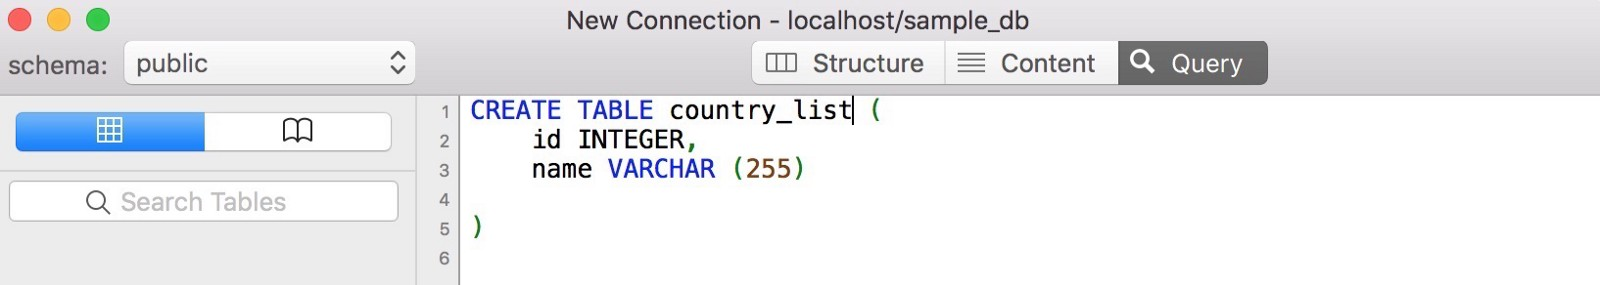 New Connection - localhost/sample_db
schema: public Structure Content Query
1 CREATE TABLE country_list (
2 id INTEGER,
3 name VARCHAR (255)
Search Tables
4
5 )
6